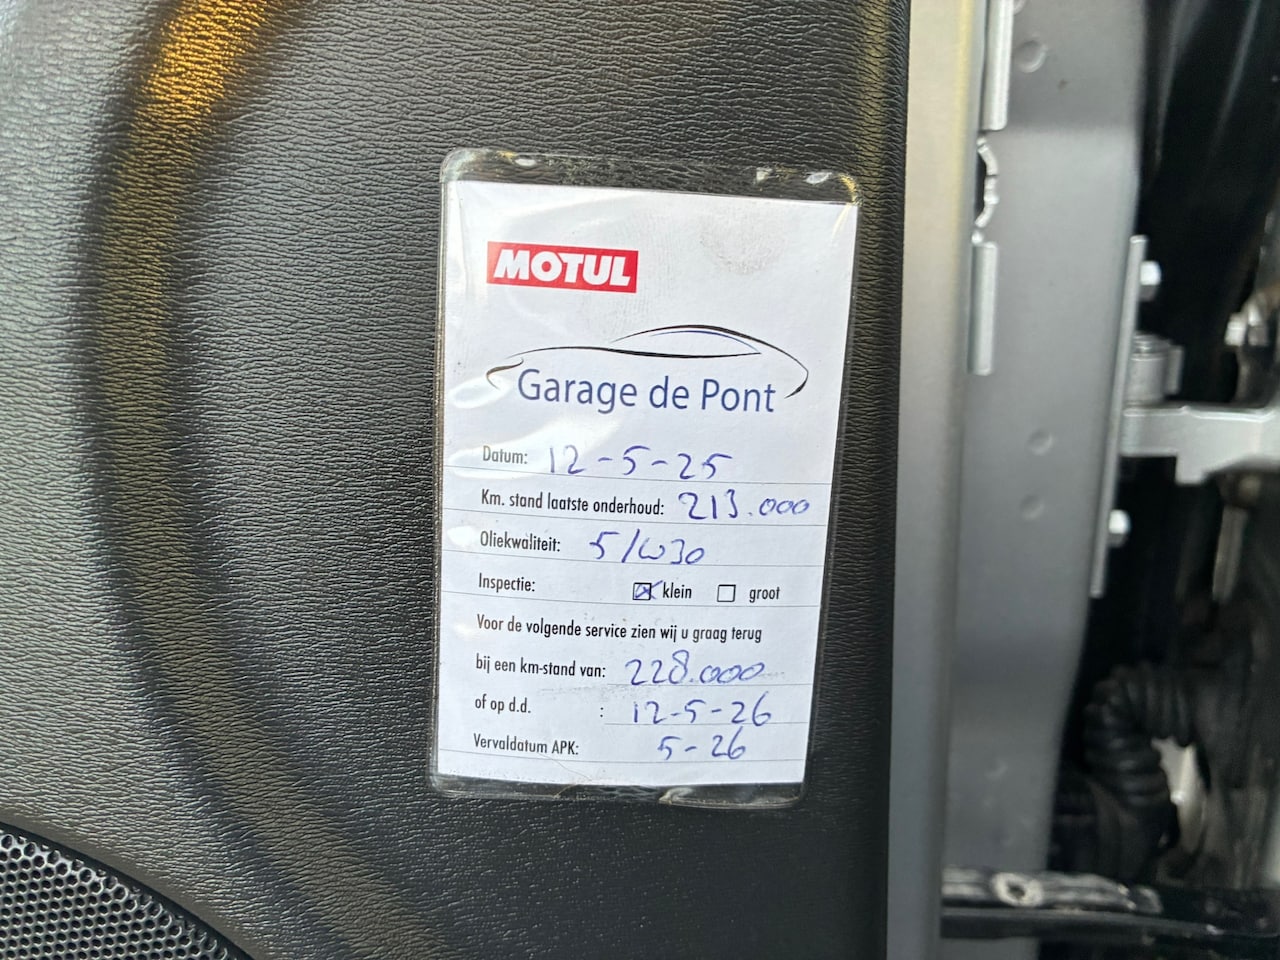 MOTUL
Garage de Pont
Datum: 12-5-25
Km. stand laatste onderhoud: 213.000
Oliekwaliteit: 5/W30
Inspectie: klein groot
Voor de volgende service zien wij u graag terug
bij een km-stand van: 228.000
of op d.d. : 12-5-26
Vervaldatum APK: 5-26